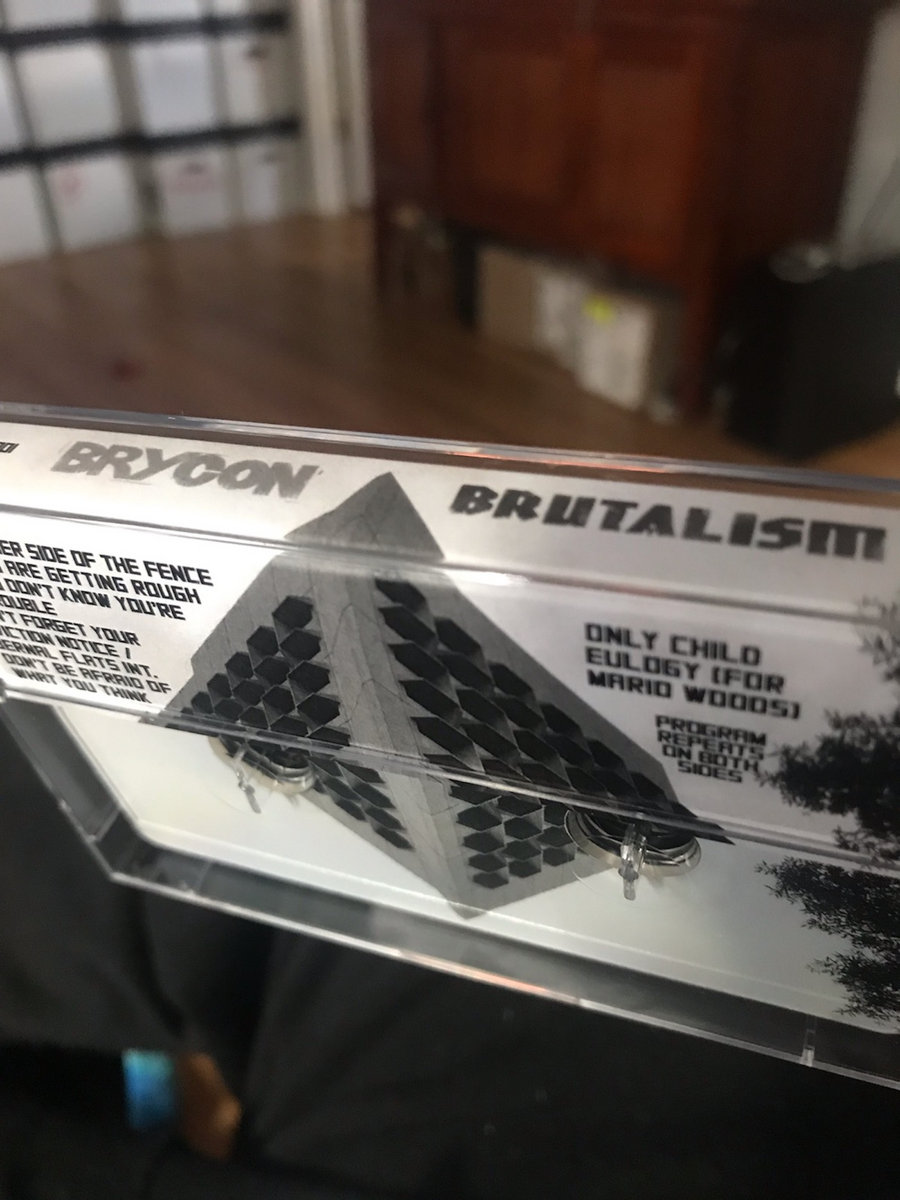 BRYCON
BRUTALISM
ER SIDE OF THE FENCE
ARE GETTING ROUGH
DON'T KNOW YOU'RE
OUBLE
'T FORGET YOUR
ICTION NOTICE /
ERNAL FLATS INT.
DON'T BE AFRAID OF
WHAT YOU THINK
ONLY CHILD
EULOGY (FOR
MARIO WOODS)
PROGRAM
REPEATS
ON BOTH
SIDES